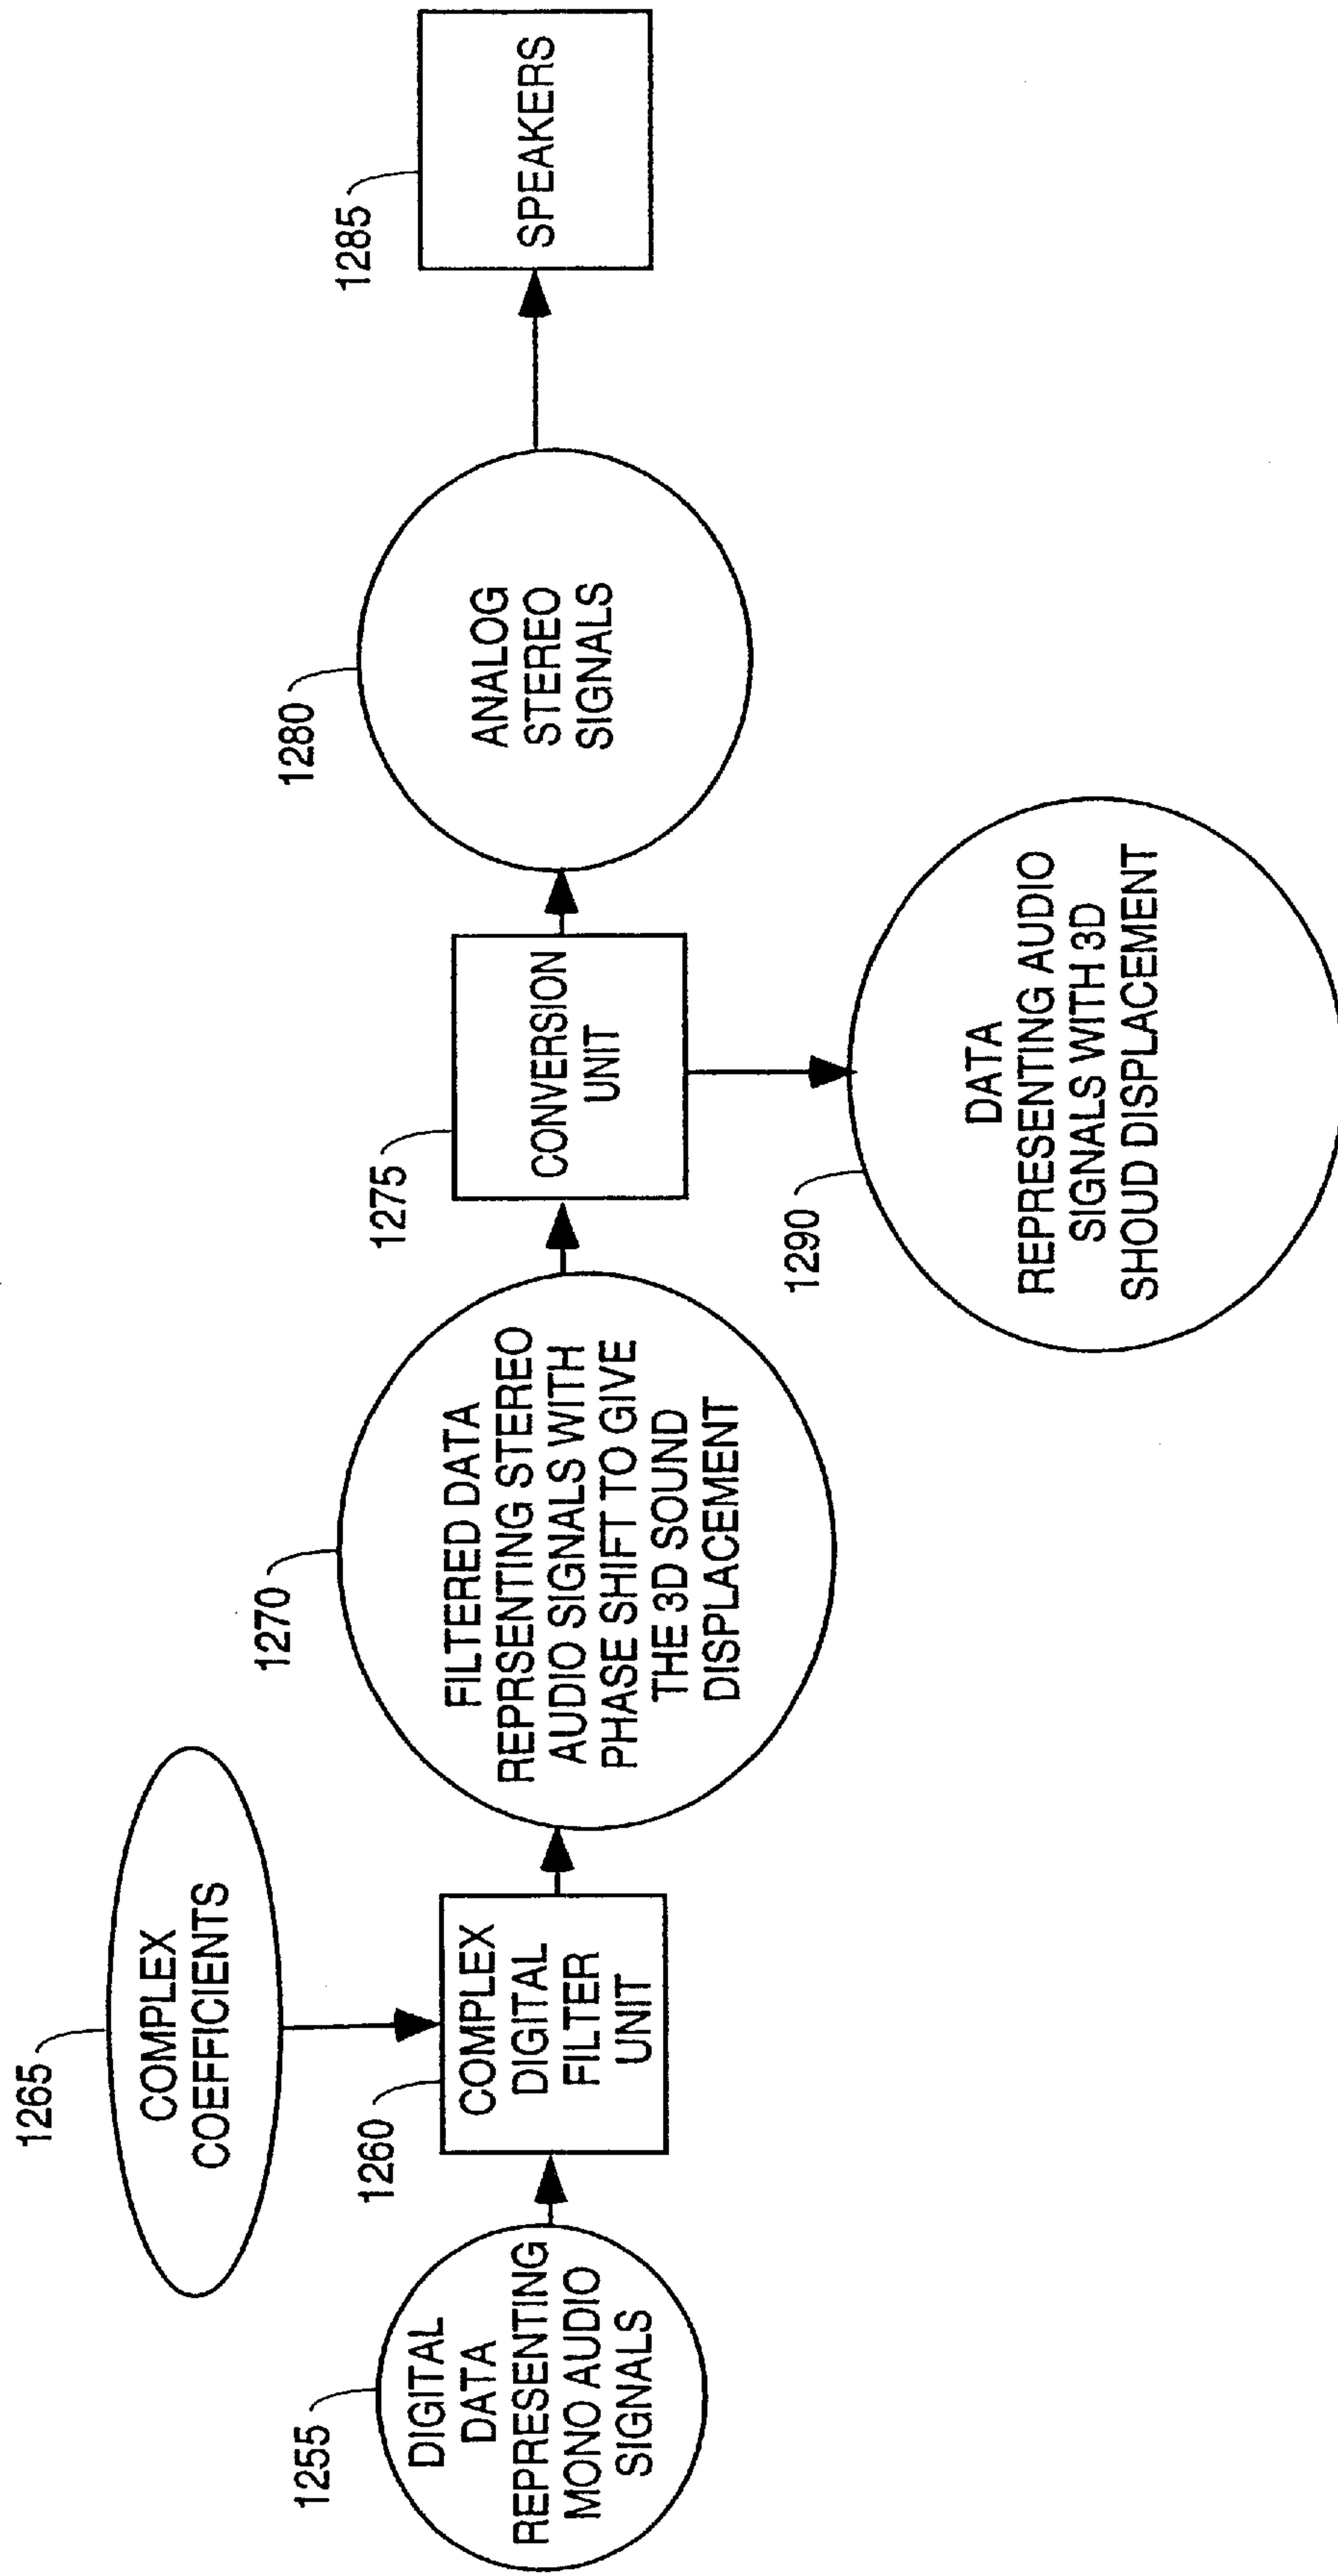 1265
COMPLEX
COEFFICIENTS
1255
DIGITAL
DATA
REPRESENTING
MONO AUDIO
SIGNALS
1260
COMPLEX
DIGITAL
FILTER
UNIT
1270
FILTERED DATA
REPRSENTING STEREO
AUDIO SIGNALS WITH
PHASE SHIFT TO GIVE
THE 3D SOUND
DISPLACEMENT
1275
CONVERSION
UNIT
1280
ANALOG
STEREO
SIGNALS
1285
SPEAKERS
1290
DATA
REPRESENTING AUDIO
SIGNALS WITH 3D
SHOUD DISPLACEMENT